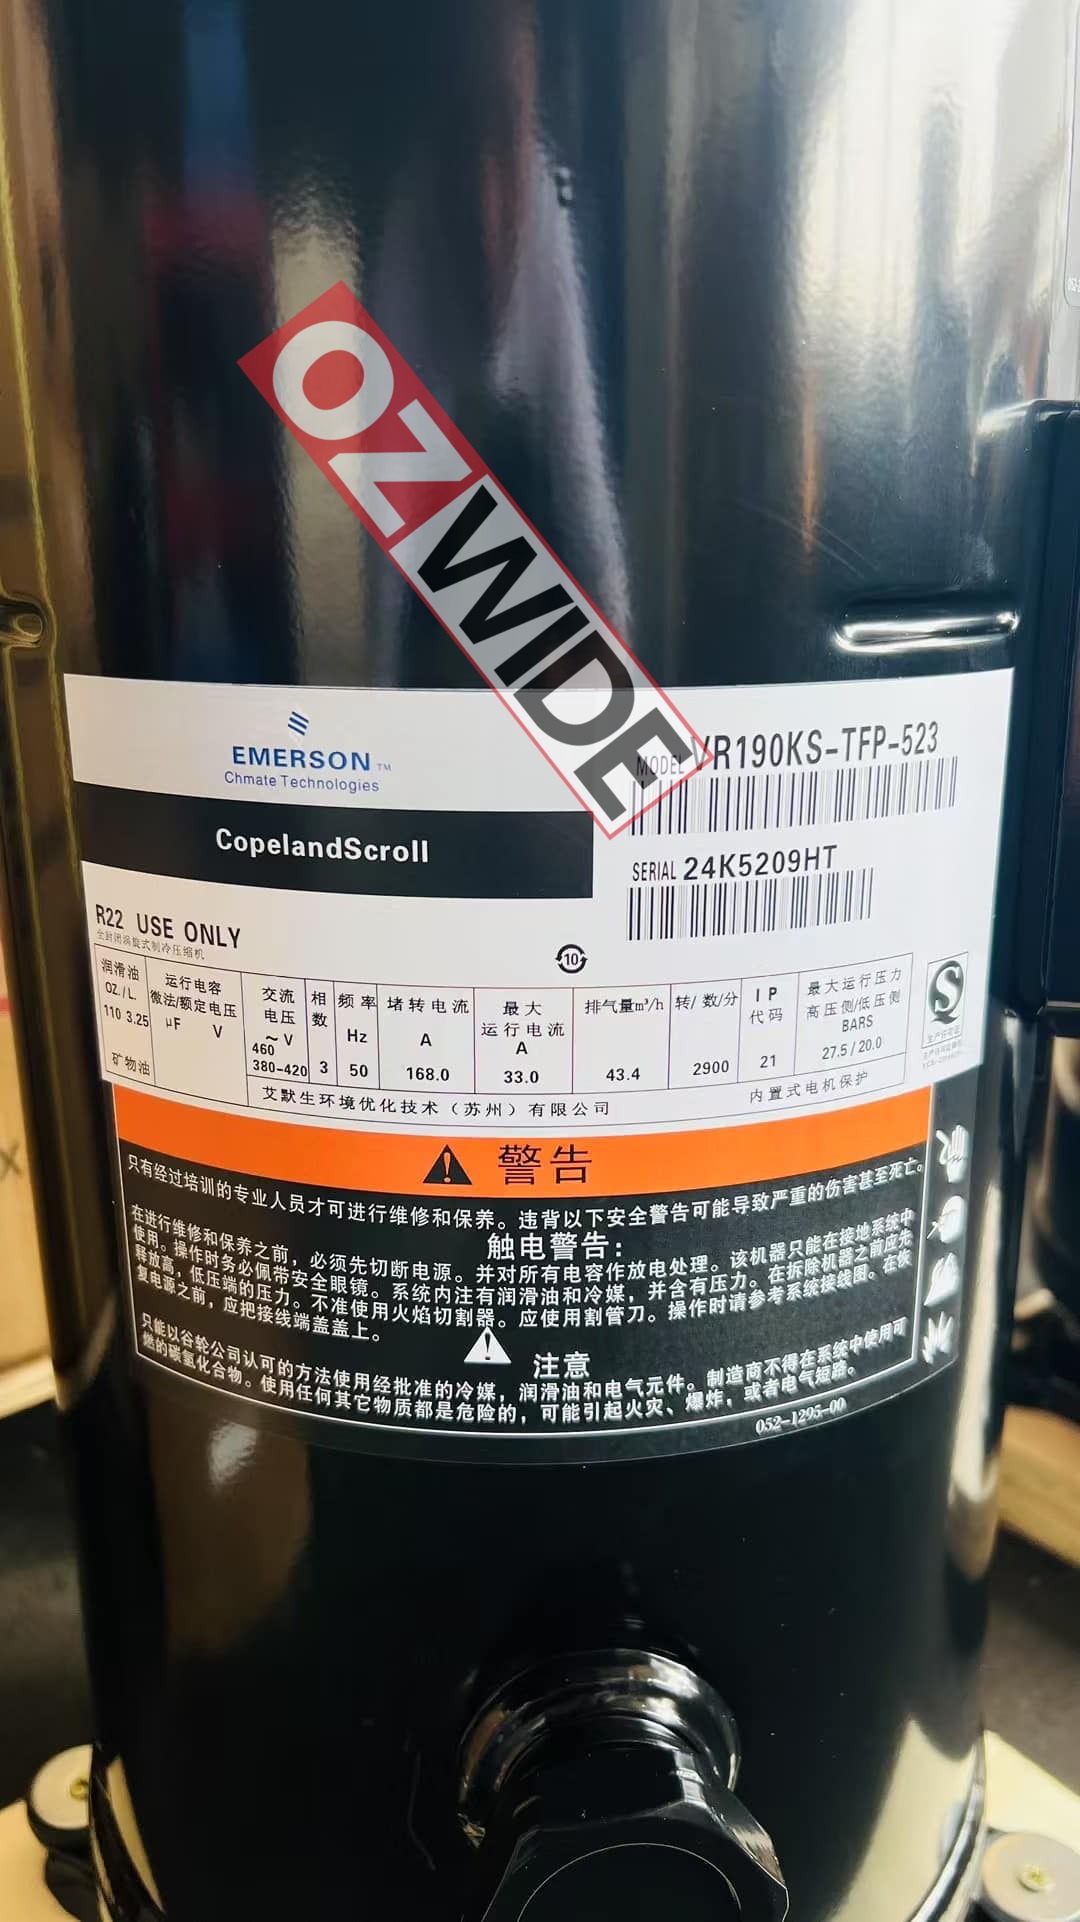 OZWIDE
EMERSON™
Chmate Technologies
MODEL VR190KS-TFP-523
CopelandScroll
SERIAL 24K5209HT
R22 USE ONLY
全封闭涡旋式制冷压缩机
10
润滑油
OZ./L.
110 3.25
矿物油
运行电容
微法/额定电压
μF V
交流
电压
~ V
460
380-420
相
数
3
频率
Hz
50
堵转电流
A
168.0
最大
运行电流
A
33.0
排气量m³/h
43.4
转/数/分
2900
IP
代码
21
最大运行压力
高压侧/低压侧
BARS
27.5/20.0
生产许可证
艾默生环境优化技术（苏州）有限公司
内置式电机保护
警告
只有经过培训的专业人员才可进行维修和保养。违背以下安全警告可能导致严重的伤害甚至死亡。
触电警告：
在进行维修和保养之前，必须先切断电源。并对所有电容作放电处理。该机器只能在接地系统中
使用。操作时务必佩带安全眼镜。系统内注有润滑油和冷媒，并含有压力。在拆除机器之前应先
释放高，低压端的压力。不准使用火焰切割器。应使用割管刀。操作时请参考系统接线图。在恢
复电源之前，应把接线端盖盖上。
注意
只能以谷轮公司认可的方法使用经批准的冷媒，润滑油和电气元件。制造商不得在系统中使用可
燃的碳氢化合物。使用任何其它物质都是危险的，可能引起火灾、爆炸，或者电气短路。
052-1295-00